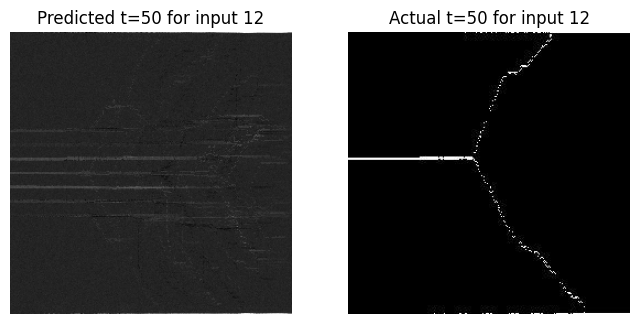 Predicted t=50 for input 12
Actual t=50 for input 12